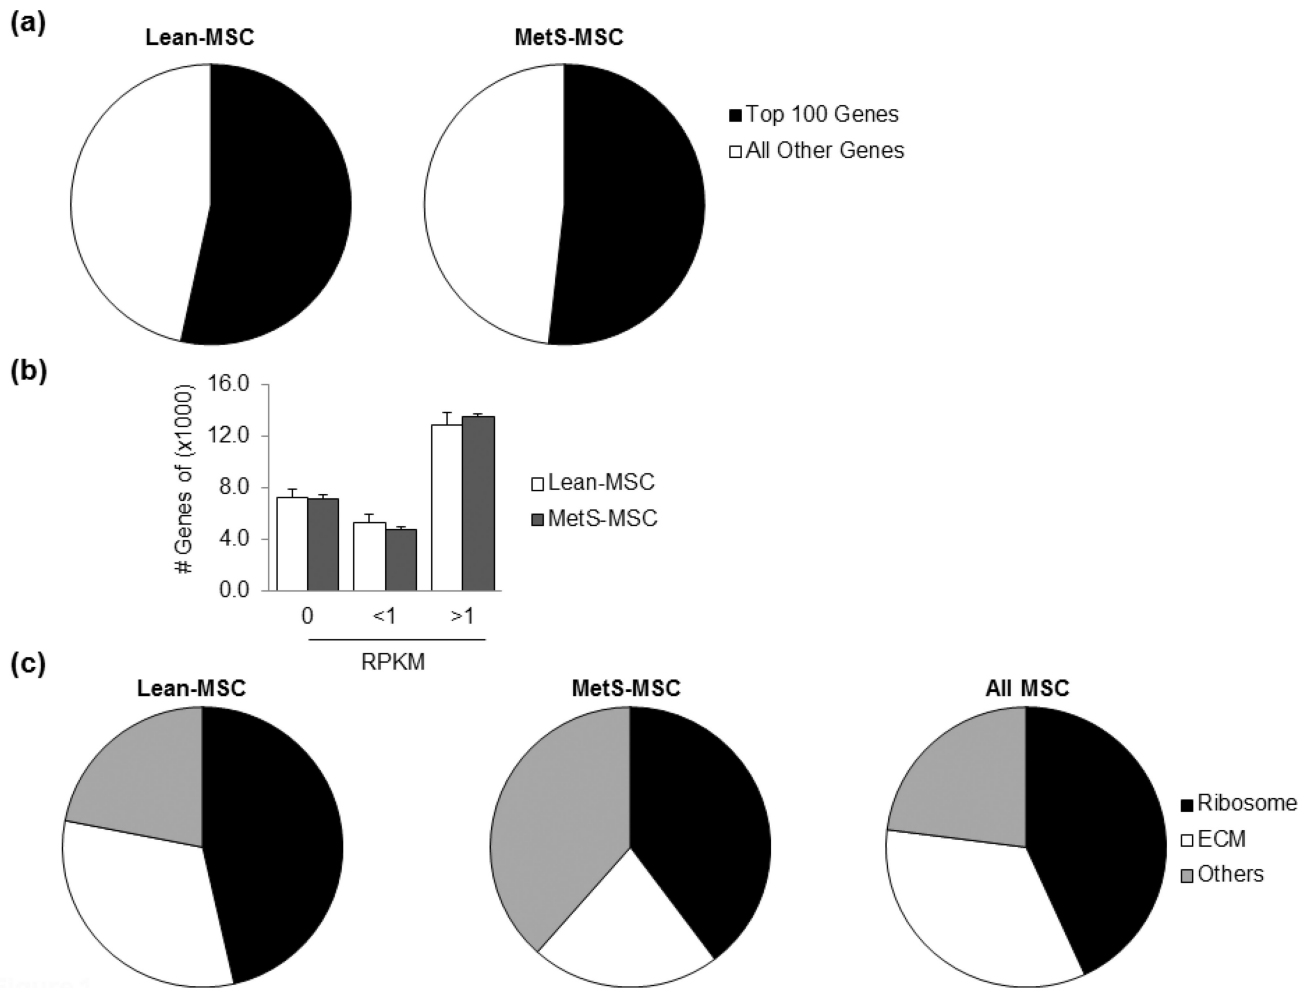 (a)
Lean-MSC
MetS-MSC
Top 100 Genes
All Other Genes
(b)
# Genes of (x1000)
16.0
12.0
8.0
4.0
0.0
0
<1
>1
RPKM
Lean-MSC
MetS-MSC
(c)
Lean-MSC
MetS-MSC
All MSC
Ribosome
ECM
Others